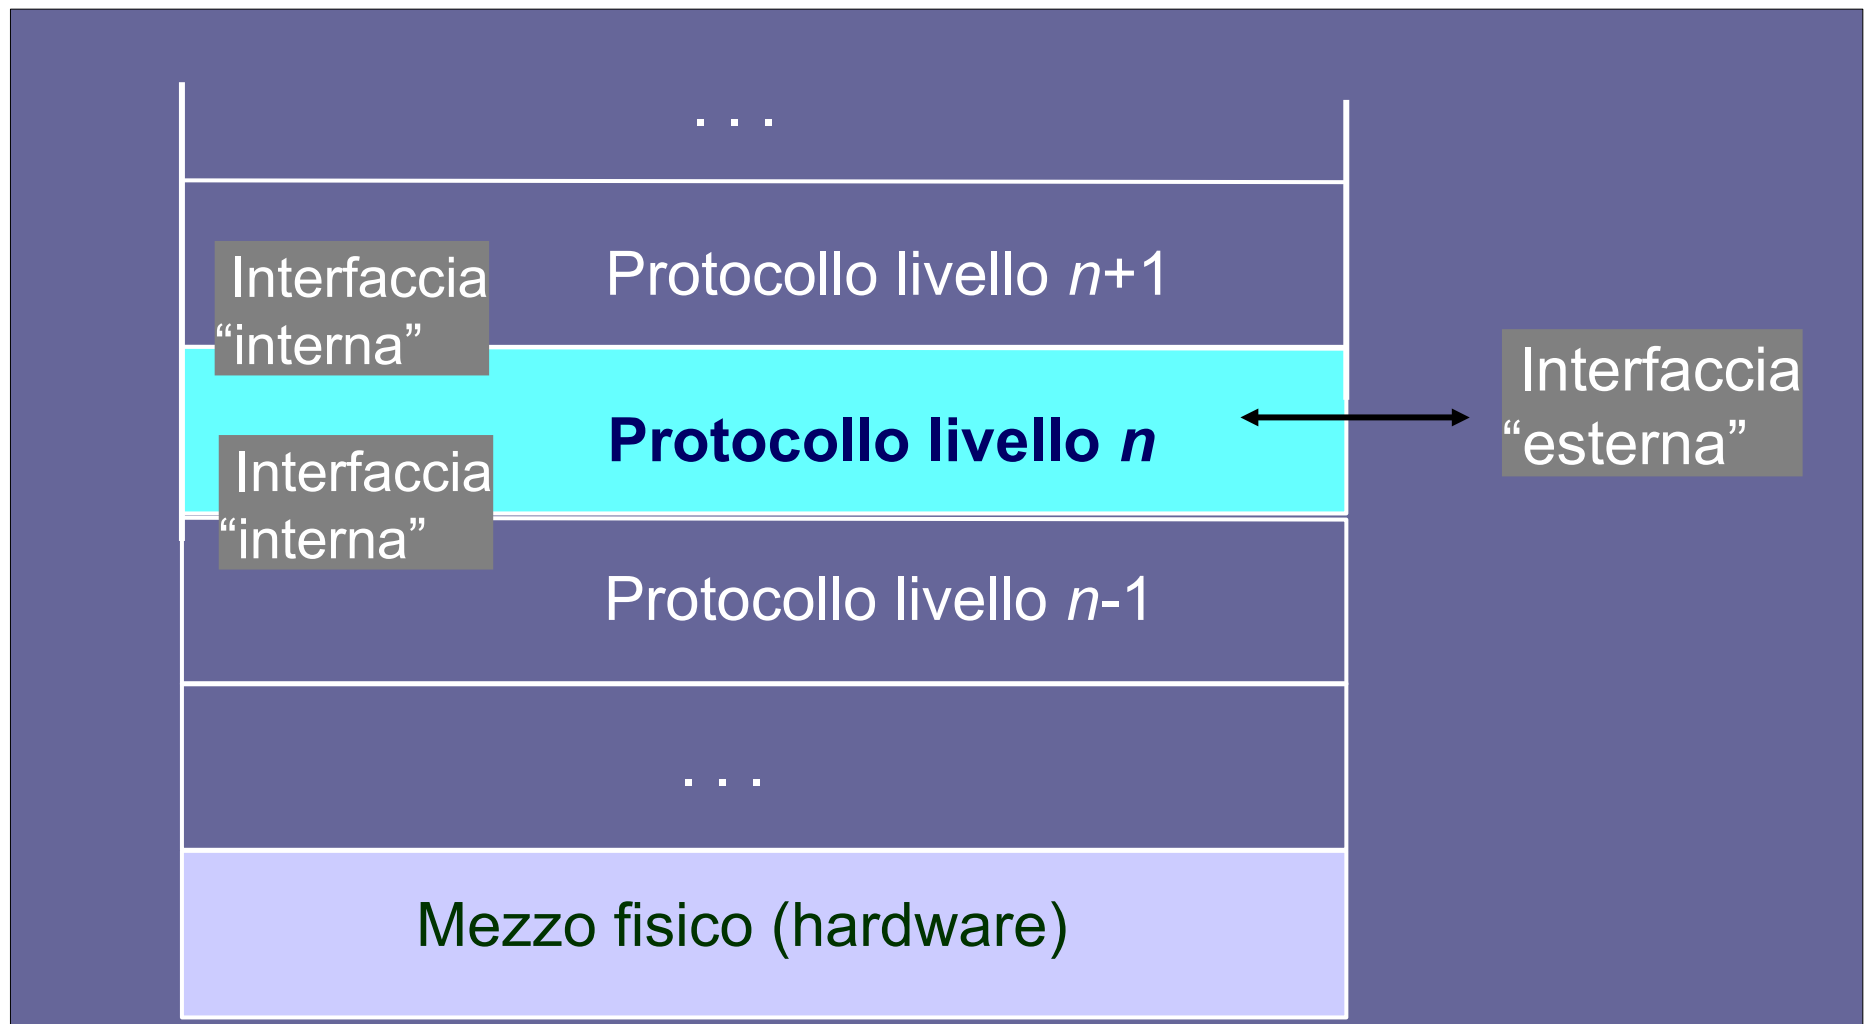 . . .
Protocollo livello n+1
Interfaccia
“interna”
Interfaccia
“esterna”
Protocollo livello n
Interfaccia
“interna”
Protocollo livello n-1
. . .
Mezzo fisico (hardware)